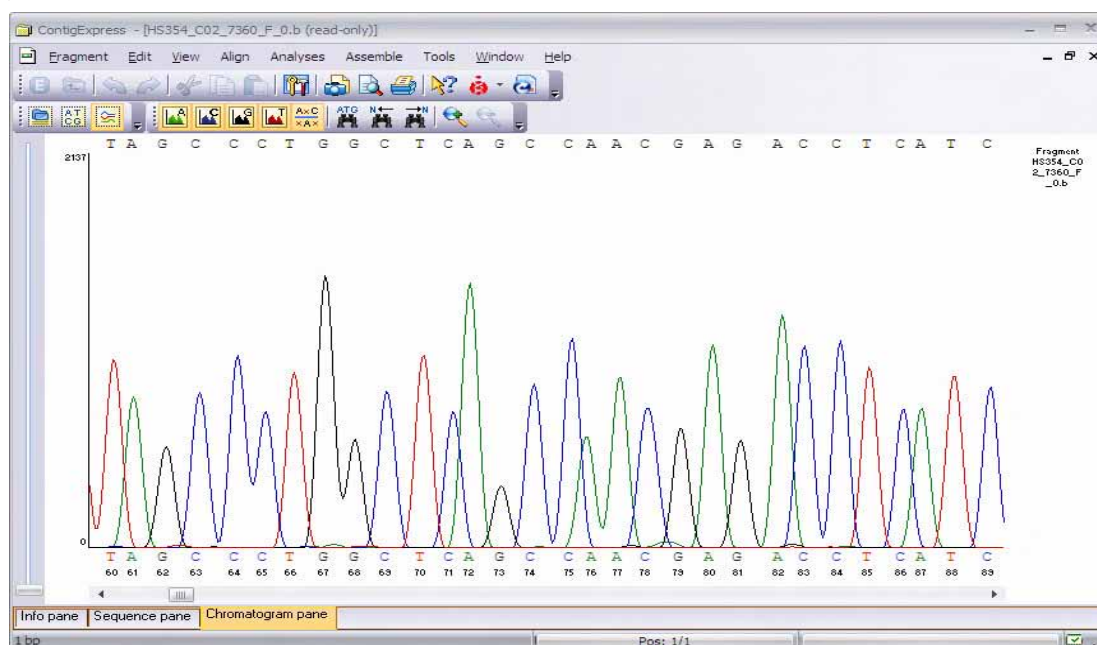 ContigExpress - [HS354_C02_7360_F_0.b (read-only)]
Fragment Edit View Align Analyses Assemble Tools Window Help
AT CG A C G T A×C ×A× ATG N N
T A G C C C T G G C T C A G C C A A C G A G A C C T C A T C
2137
Fragment
HS354_C0
2_7360_F
_0.b
0
T A G C C C T G G C T C A G C C A A C G A G A C C T C A T C
60 61 62 63 64 65 66 67 68 69 70 71 72 73 74 75 76 77 78 79 80 81 82 83 84 85 86 87 88 89
Info pane Sequence pane Chromatogram pane
1 bp Pos: 1/1